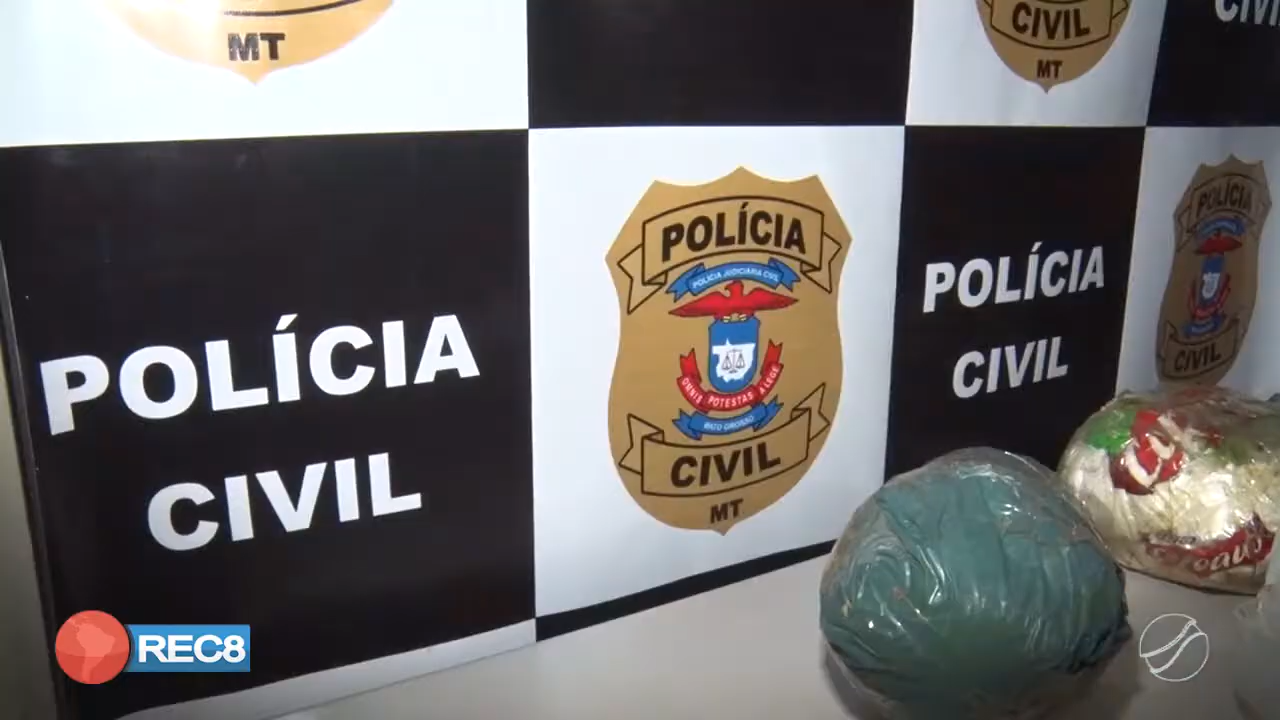 MT
CIVIL
MT
CIVI
POLÍCIA
CIVIL
POLÍCIA
POLÍCIA JUDICIÁRIA CIVIL
OMNIS POTESTAS A LEGE
MATO GROSSO
CIVIL
MT
POLÍCIA
CIVIL
POLÍCIA
CIVIL
REC8